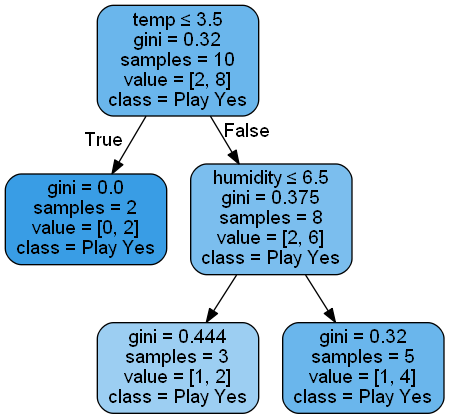 temp ≤ 3.5
gini = 0.32
samples = 10
value = [2, 8]
class = Play Yes
True
False
gini = 0.0
samples = 2
value = [0, 2]
class = Play Yes
humidity ≤ 6.5
gini = 0.375
samples = 8
value = [2, 6]
class = Play Yes
gini = 0.444
samples = 3
value = [1, 2]
class = Play Yes
gini = 0.32
samples = 5
value = [1, 4]
class = Play Yes